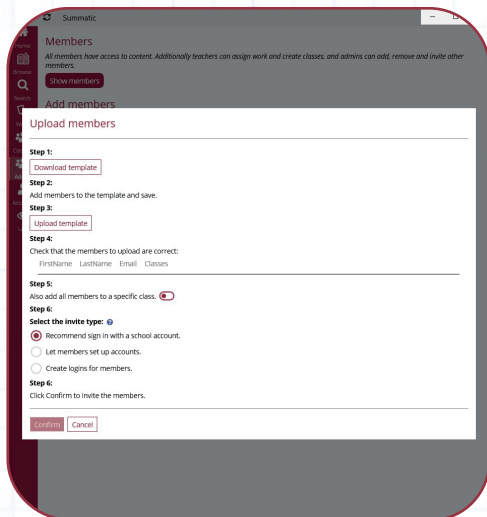 Summatic
Home
Members
All members have access to content. Additionally teachers can assign work and create classes, and admins can add, remove and invite other
members.
Browse
Show members
Search
Add members
Upload members
Step 1:
Download template
Step 2:
Add members to the template and save.
Step 3:
Upload template
Step 4:
Check that the members to upload are correct:
FirstName LastName Email Classes
Step 5:
Also add all members to a specific class.
Step 6:
Select the invite type: ?
Recommend sign in with a school account.
Let members set up accounts.
Create logins for members.
Step 6:
Click Confirm to invite the members.
Confirm Cancel